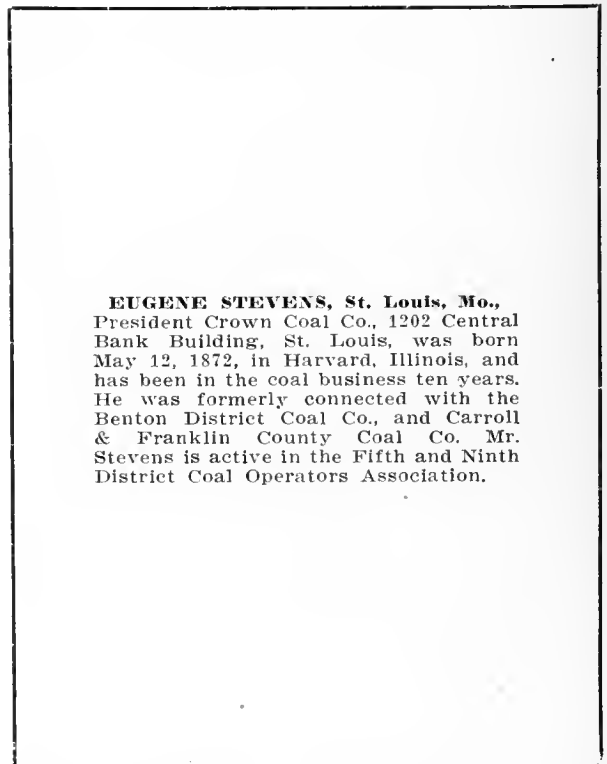 EUGENE STEVENS, St. Louis, Mo.,
President Crown Coal Co., 1202 Central
Bank Building, St. Louis, was born
May 12, 1872, in Harvard, Illinois, and
has been in the coal business ten years.
He was formerly connected with the
Benton District Coal Co., and Carroll
& Franklin County Coal Co. Mr.
Stevens is active in the Fifth and Ninth
District Coal Operators Association.